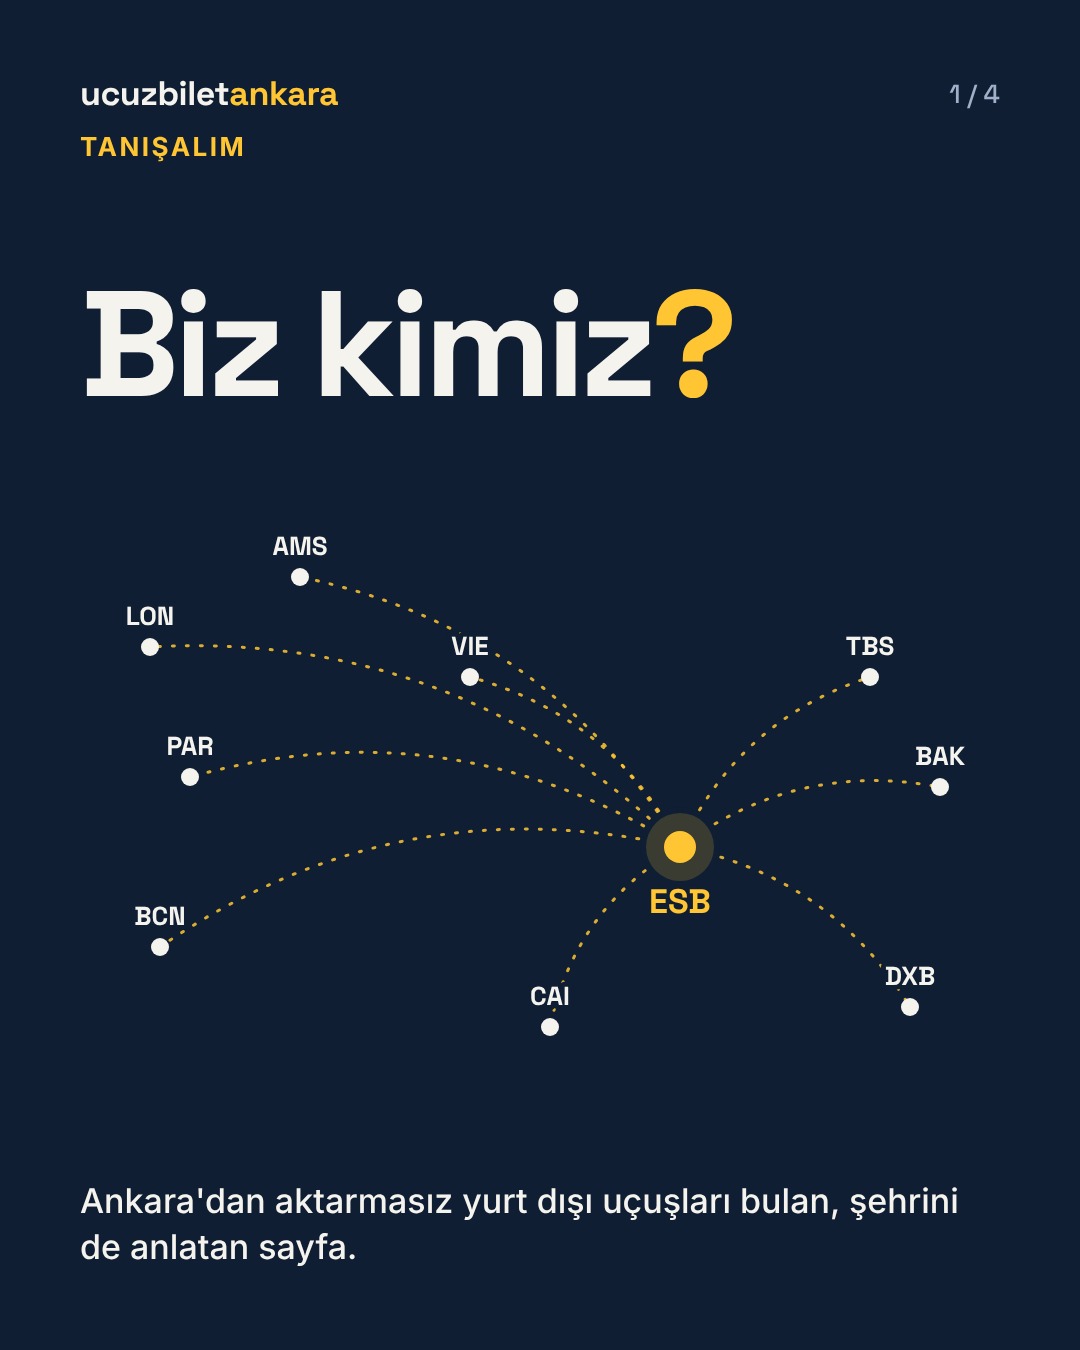 ucuzbiletankara
1 / 4
TANIŞALIM
Biz kimiz?
AMS
LON
VIE
TBS
PAR
BAK
ESB
BCN
DXB
CAI
Ankara'dan aktarmasız yurt dışı uçuşları bulan, şehrini
de anlatan sayfa.